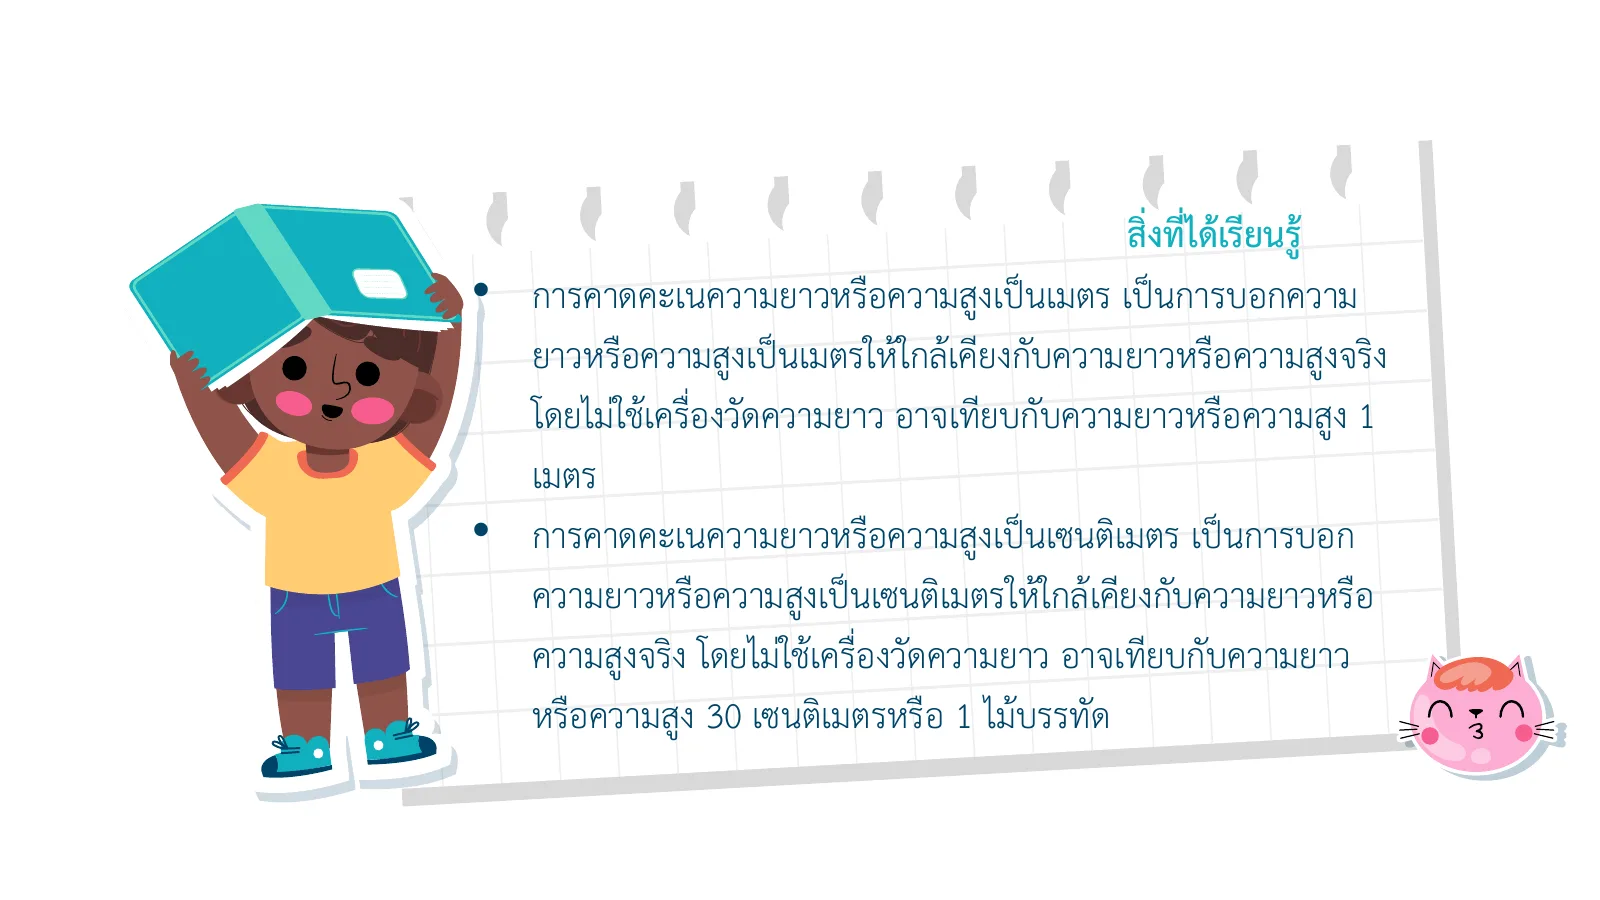 สิ่งที่ได้เรียนรู้
• การคาดคะเนความยาวหรือความสูงเป็นเมตร เป็นการบอกความ
ยาวหรือความสูงเป็นเมตรให้ใกล้เคียงกับความยาวหรือความสูงจริง
โดยไม่ใช้เครื่องวัดความยาว อาจเทียบกับความยาวหรือความสูง 1
เมตร
• การคาดคะเนความยาวหรือความสูงเป็นเซนติเมตร เป็นการบอก
ความยาวหรือความสูงเป็นเซนติเมตรให้ใกล้เคียงกับความยาวหรือ
ความสูงจริง โดยไม่ใช้เครื่องวัดความยาว อาจเทียบกับความยาว
หรือความสูง 30 เซนติเมตรหรือ 1 ไม้บรรทัด